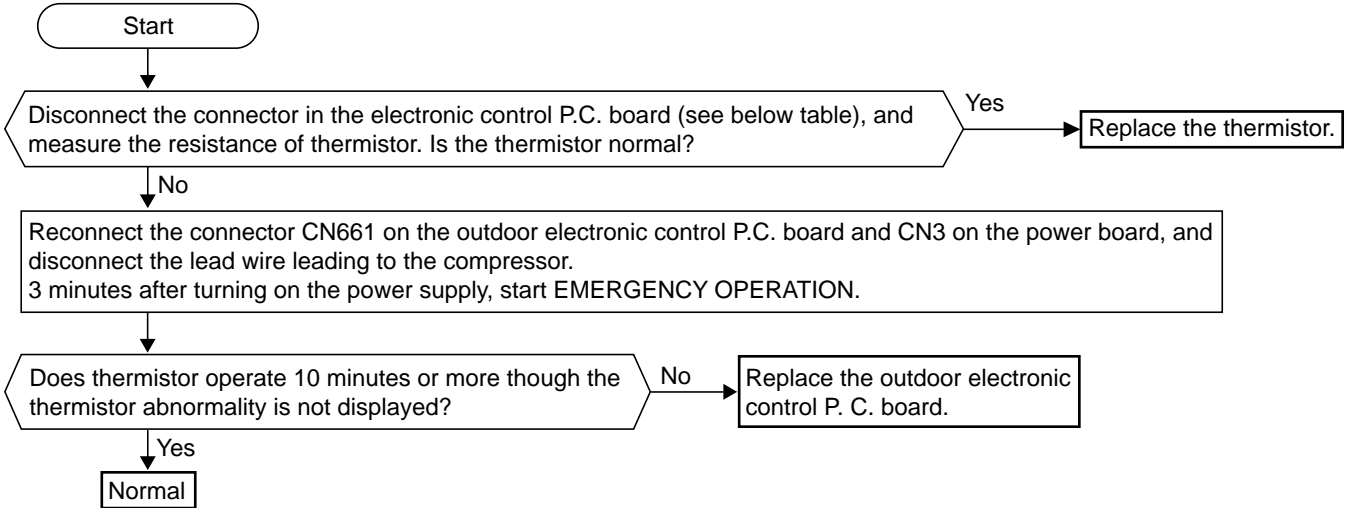 Start
Disconnect the connector in the electronic control P.C. board (see below table), and
measure the resistance of thermistor. Is the thermistor normal?
Yes
Replace the thermistor.
No
Reconnect the connector CN661 on the outdoor electronic control P.C. board and CN3 on the power board, and
disconnect the lead wire leading to the compressor.
3 minutes after turning on the power supply, start EMERGENCY OPERATION.
Does thermistor operate 10 minutes or more though the
thermistor abnormality is not displayed?
No
Replace the outdoor electronic
control P. C. board.
Yes
Normal